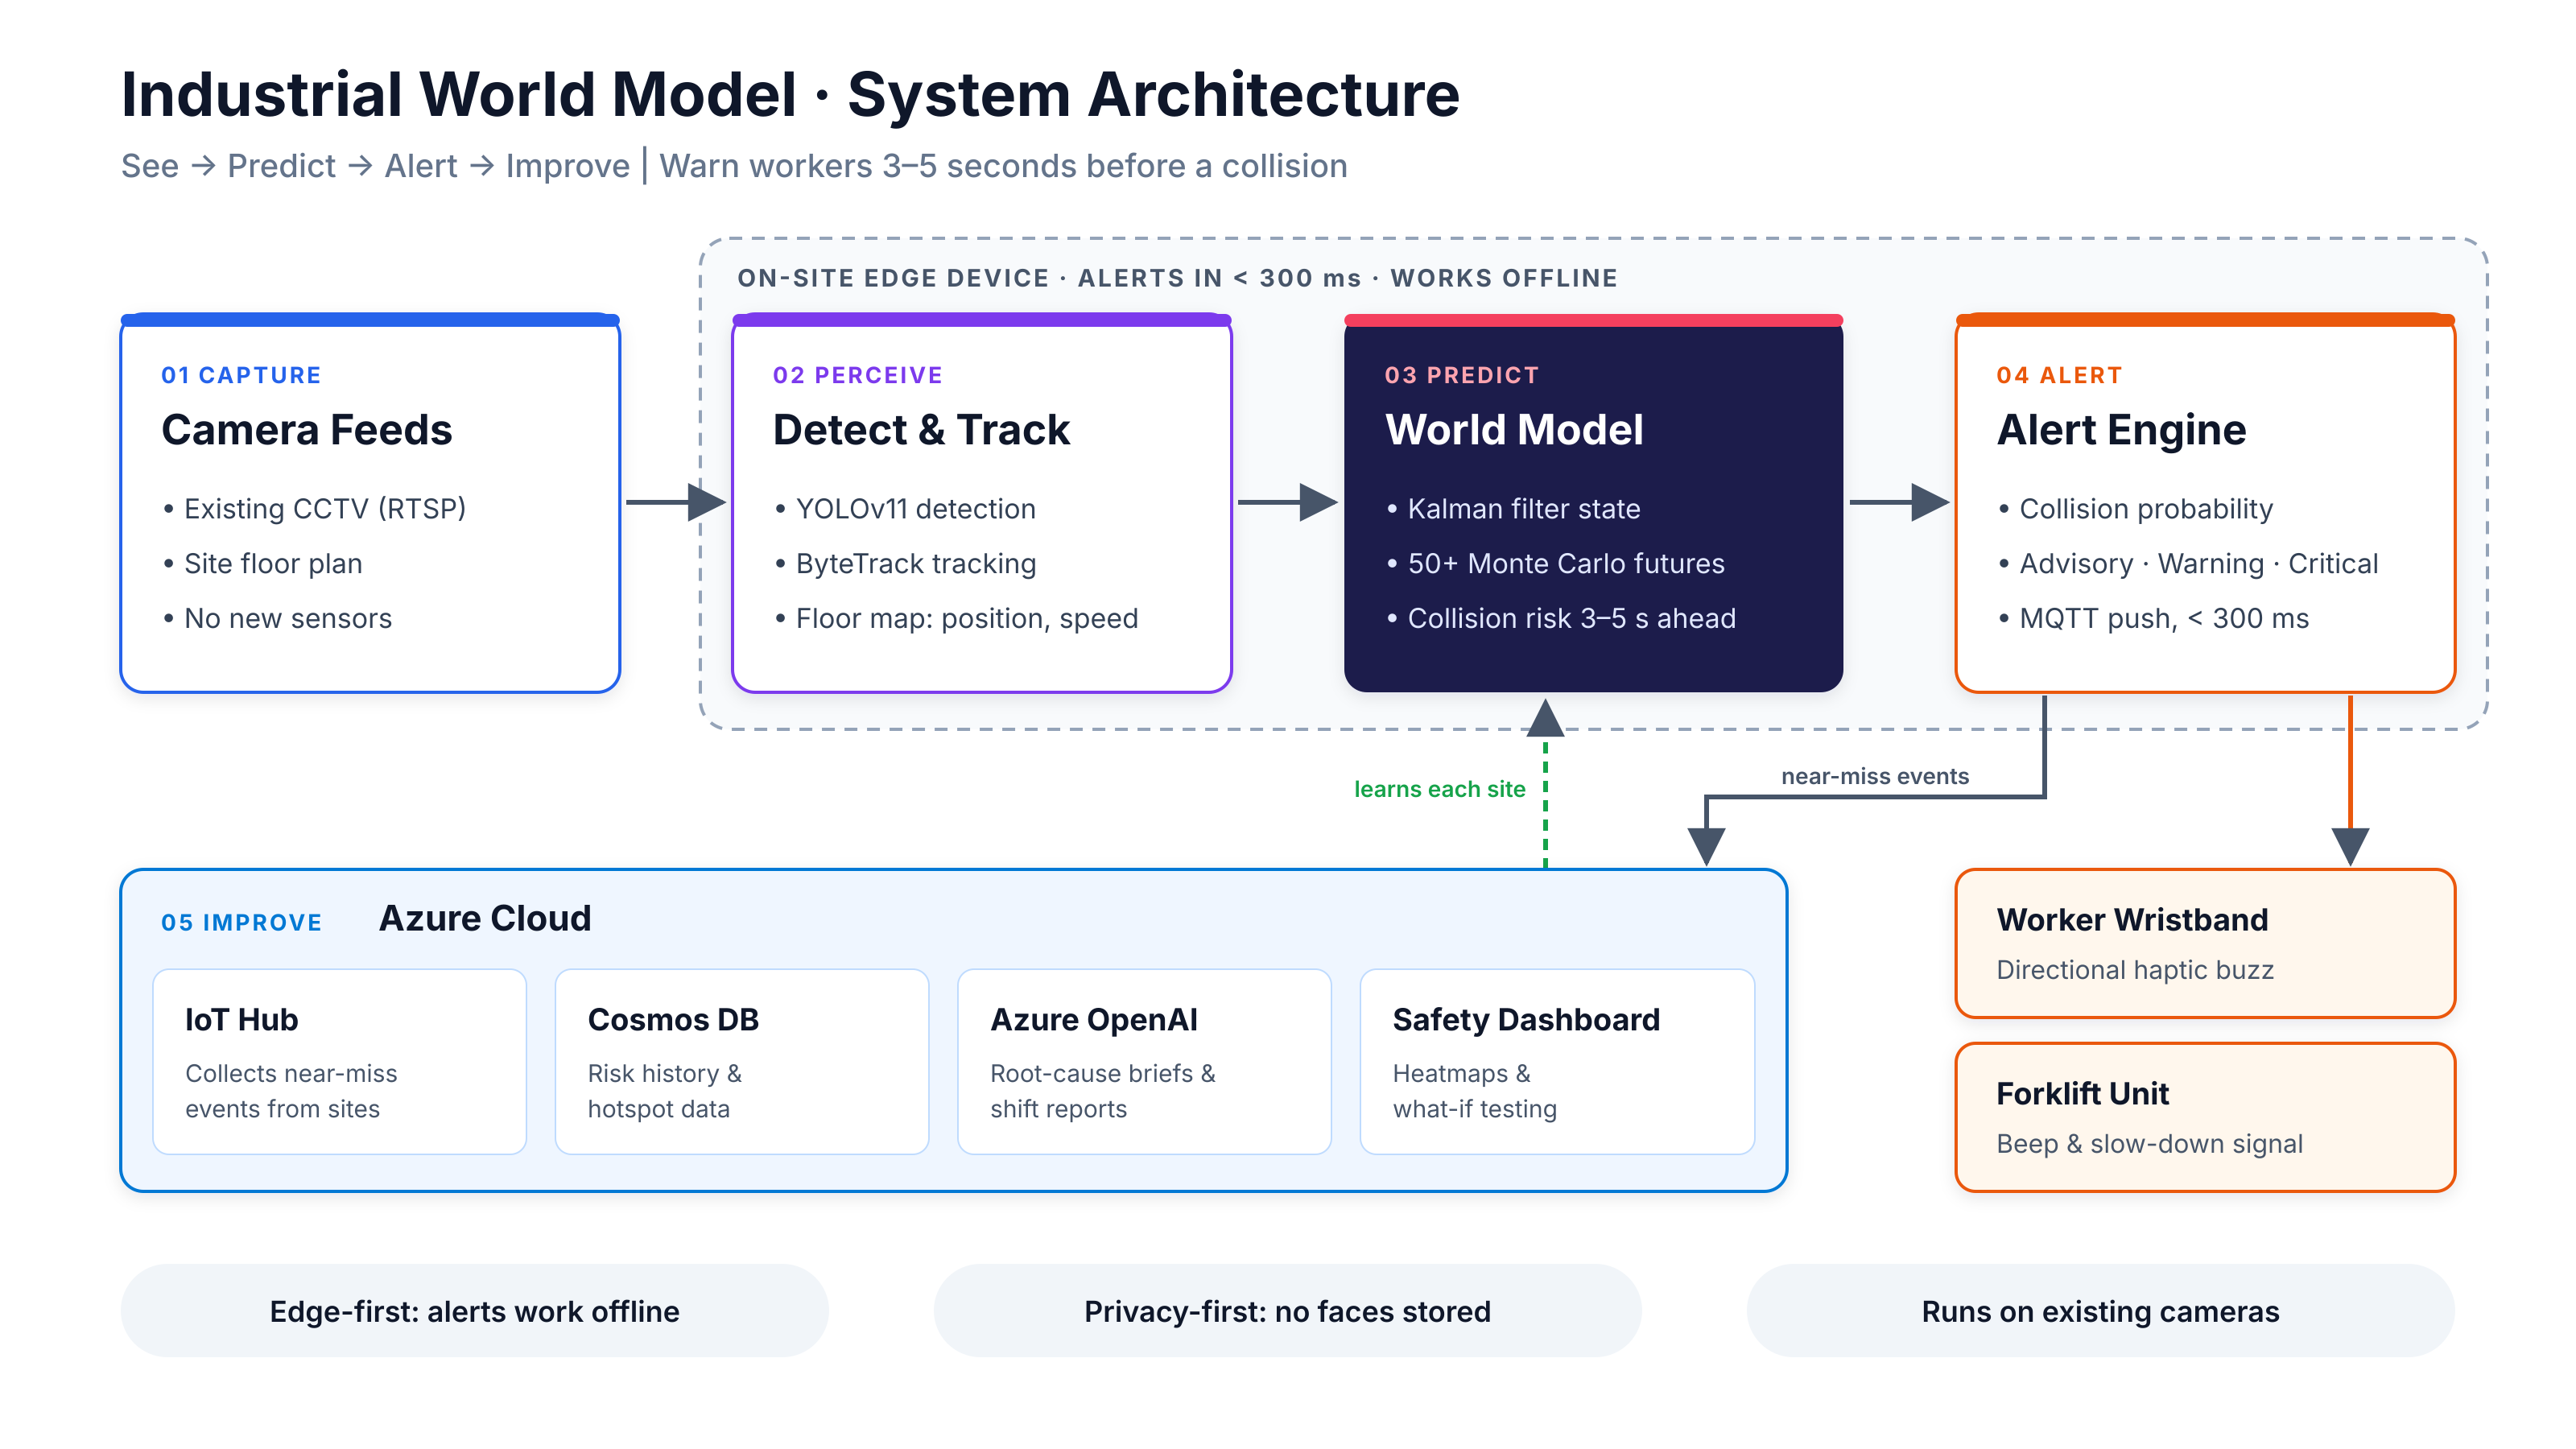 Industrial World Model · System Architecture
See → Predict → Alert → Improve | Warn workers 3–5 seconds before a collision
ON-SITE EDGE DEVICE · ALERTS IN < 300 ms · WORKS OFFLINE
01 CAPTURE
Camera Feeds
• Existing CCTV (RTSP)
• Site floor plan
• No new sensors
02 PERCEIVE
Detect & Track
• YOLOv11 detection
• ByteTrack tracking
• Floor map: position, speed
03 PREDICT
World Model
• Kalman filter state
• 50+ Monte Carlo futures
• Collision risk 3–5 s ahead
04 ALERT
Alert Engine
• Collision probability
• Advisory · Warning · Critical
• MQTT push, < 300 ms
learns each site
near-miss events
05 IMPROVE
Azure Cloud
IoT Hub
Collects near-miss
events from sites
Cosmos DB
Risk history &
hotspot data
Azure OpenAI
Root-cause briefs &
shift reports
Safety Dashboard
Heatmaps &
what-if testing
Worker Wristband
Directional haptic buzz
Forklift Unit
Beep & slow-down signal
Edge-first: alerts work offline
Privacy-first: no faces stored
Runs on existing cameras